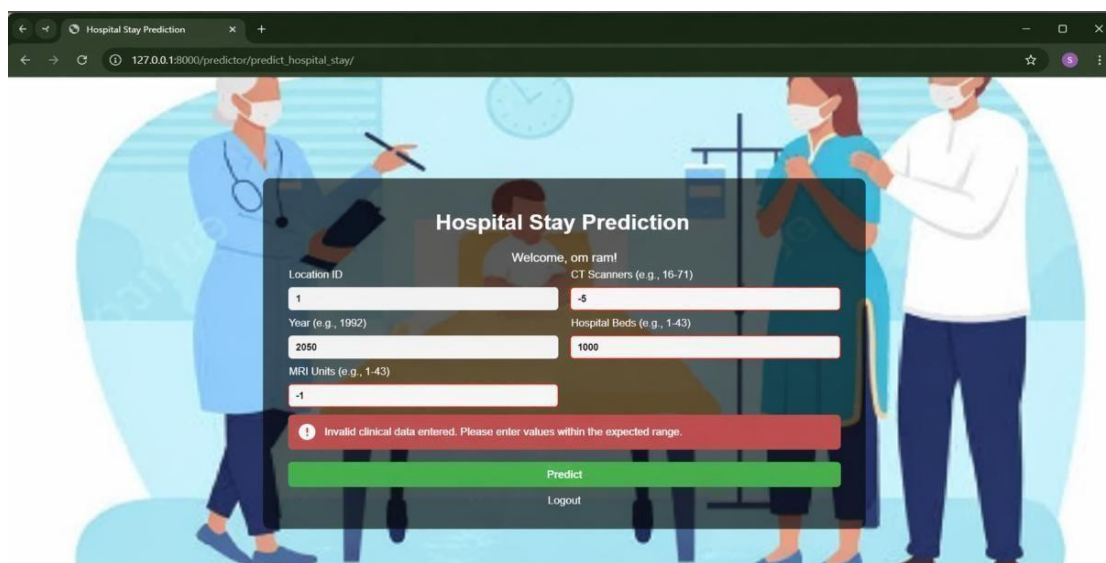 Hospital Stay Prediction
127.0.0.1:8000/predictor/predict_hospital_stay/
S
Hospital Stay Prediction
Welcome, om ram!
Location ID
CT Scanners (e.g., 16-71)
1
-5
Year (e.g., 1992)
Hospital Beds (e.g., 1-43)
2050
1000
MRI Units (e.g., 1-43)
-1
Invalid clinical data entered. Please enter values within the expected range.
Predict
Logout